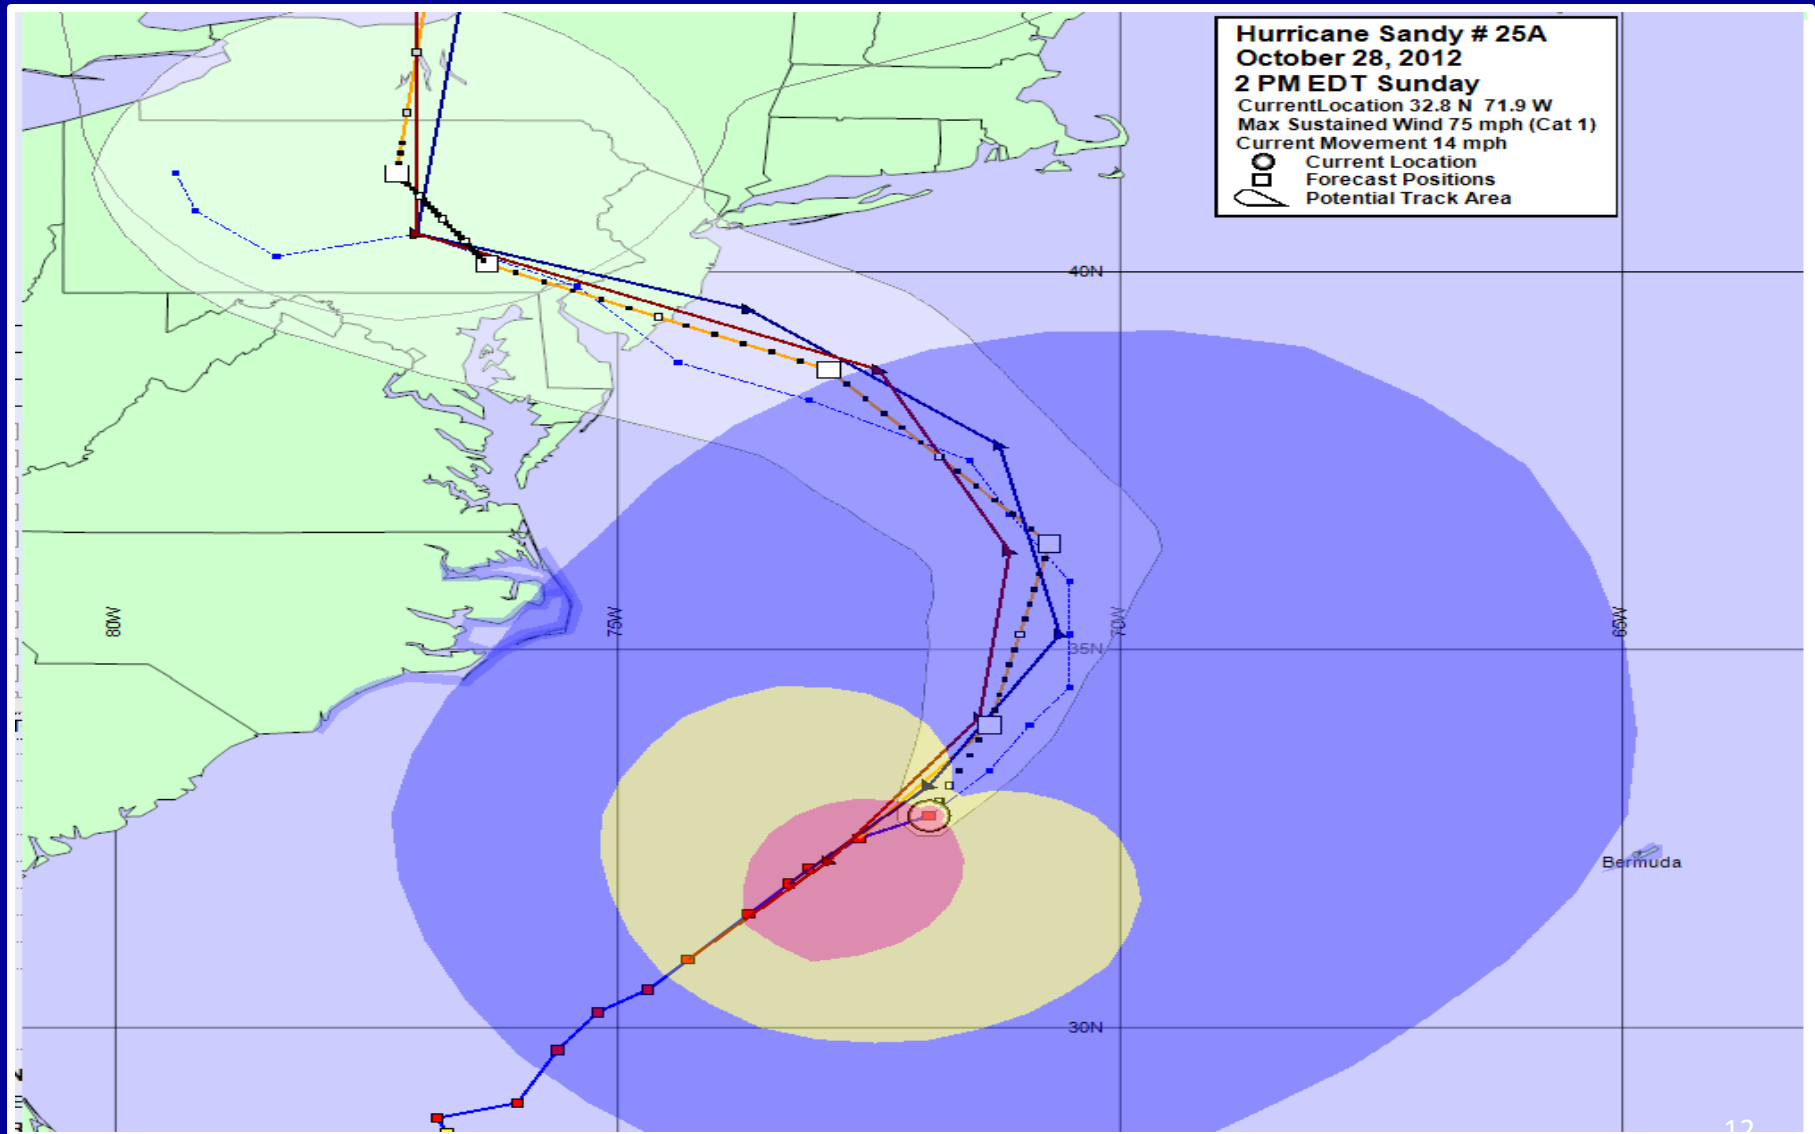 Hurricane Sandy # 25A
October 28, 2012
2 PM EDT Sunday
CurrentLocation 32.8 N 71.9 W
Max Sustained Wind 75 mph (Cat 1)
Current Movement 14 mph
Current Location
Forecast Positions
Potential Track Area
40N
80W
75W
70W
65W
35N
Bermuda
30N
12